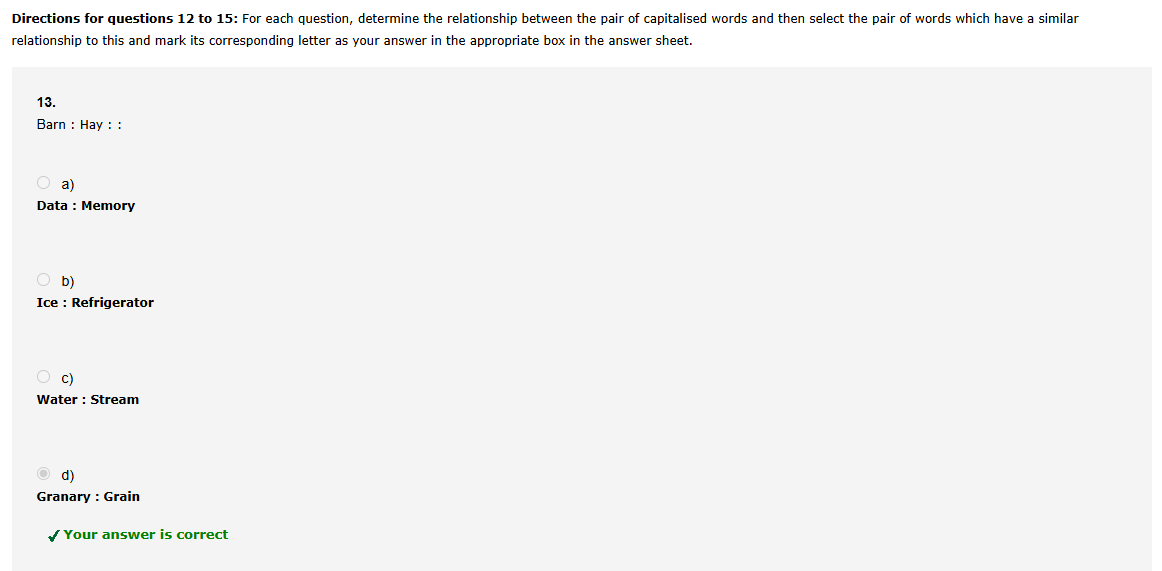 Directions for questions 12 to 15: For each question, determine the relationship between the pair of capitalised words and then select the pair of words which have a similar
relationship to this and mark its corresponding letter as your answer in the appropriate box in the answer sheet.
13.
Barn : Hay : :
a)
Data : Memory
b)
Ice : Refrigerator
c)
Water : Stream
d)
Granary : Grain
✓ Your answer is correct